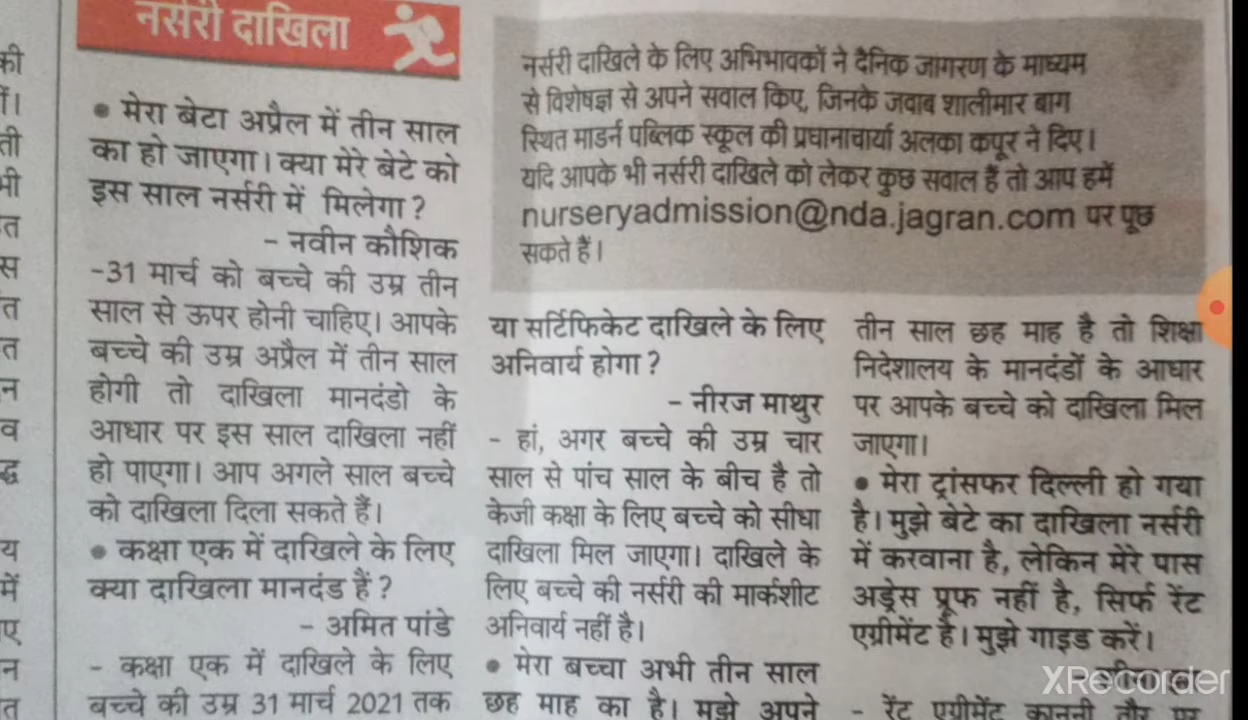 नर्सरी दाखिला
• मेरा बेटा अप्रैल में तीन साल
का हो जाएगा। क्या मेरे बेटे को
इस साल नर्सरी में मिलेगा?
- नवीन कौशिक
-31 मार्च को बच्चे की उम्र तीन
साल से ऊपर होनी चाहिए। आपके
बच्चे की उम्र अप्रैल में तीन साल
होगी तो दाखिला मानदंडो के
आधार पर इस साल दाखिला नहीं
हो पाएगा। आप अगले साल बच्चे
को दाखिला दिला सकते हैं।
• कक्षा एक में दाखिले के लिए
क्या दाखिला मानदंड हैं?
- अमित पांडे
- कक्षा एक में दाखिले के लिए
बच्चे की उम्र 31 मार्च 2021 तक
नर्सरी दाखिले के लिए अभिभावकों ने दैनिक जागरण के माध्यम
से विशेषज्ञ से अपने सवाल किए, जिनके जवाब शालीमार बाग
स्थित माडर्न पब्लिक स्कूल की प्रधानाचार्या अलका कपूर ने दिए।
यदि आपके भी नर्सरी दाखिले को लेकर कुछ सवाल हैं तो आप हमें
nurseryadmission@nda.jagran.com पर पूछ
सकते हैं।
या सर्टिफिकेट दाखिले के लिए
अनिवार्य होगा?
- नीरज माथुर
- हां, अगर बच्चे की उम्र चार
साल से पांच साल के बीच है तो
केजी कक्षा के लिए बच्चे को सीधा
दाखिला मिल जाएगा। दाखिले के
लिए बच्चे की नर्सरी की मार्कशीट
अनिवार्य नहीं है।
• मेरा बच्चा अभी तीन साल
छह माह का है। मुझे अपने
तीन साल छह माह है तो शिक्षा
निदेशालय के मानदंडों के आधार
पर आपके बच्चे को दाखिला मिल
जाएगा।
• मेरा ट्रांसफर दिल्ली हो गया
है। मुझे बेटे का दाखिला नर्सरी
में करवाना है, लेकिन मेरे पास
अड्रेस प्रूफ नहीं है, सिर्फ रेंट
एग्रीमेंट है। मुझे गाइड करें।
- रेंट एग्रीमेंट कानूनी तौर पर
XRecorder